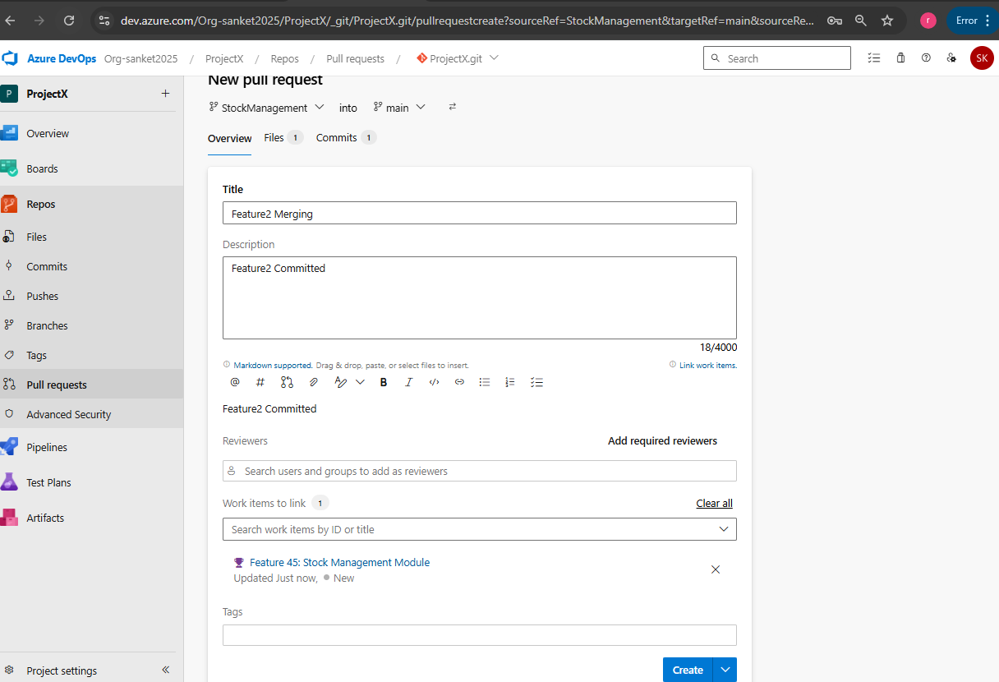 dev.azure.com/Org-sanket2025/ProjectX/_git/ProjectX.git/pullrequestcreate?sourceRef=StockManagement&targetRef=main&sourceRe...
r
Error
Azure DevOps Org-sanket2025 / ProjectX / Repos / Pull requests / ProjectX.git
Search
SK
P ProjectX +
Overview
Boards
Repos
Files
Commits
Pushes
Branches
Tags
Pull requests
Advanced Security
Pipelines
Test Plans
Artifacts
Project settings
New pull request
StockManagement into main
Overview Files 1 Commits 1
Title
Feature2 Merging
Description
Feature2 Committed
18/4000
Markdown supported. Drag & drop, paste, or select files to insert. Link work items.
@ # B I </>
Feature2 Committed
Reviewers Add required reviewers
Search users and groups to add as reviewers
Work items to link 1 Clear all
Search work items by ID or title
Feature 45: Stock Management Module
Updated Just now, New
Tags
Create